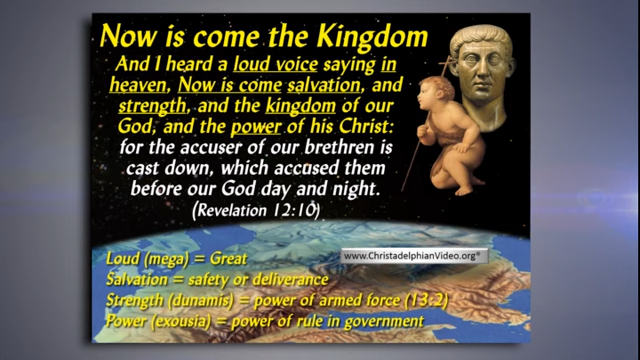 Now is come the Kingdom
And I heard a loud voice saying in
heaven, Now is come salvation, and
strength, and the kingdom of our
God, and the power of his Christ:
for the accuser of our brethren is
cast down, which accused them
before our God day and night.
(Revelation 12:10)
www.ChristadelphianVideo.org®
Loud (mega) = Great
Salvation = safety or deliverance
Strength (dunamis) = power of armed force (13:2)
Power (exousia) = power of rule in government